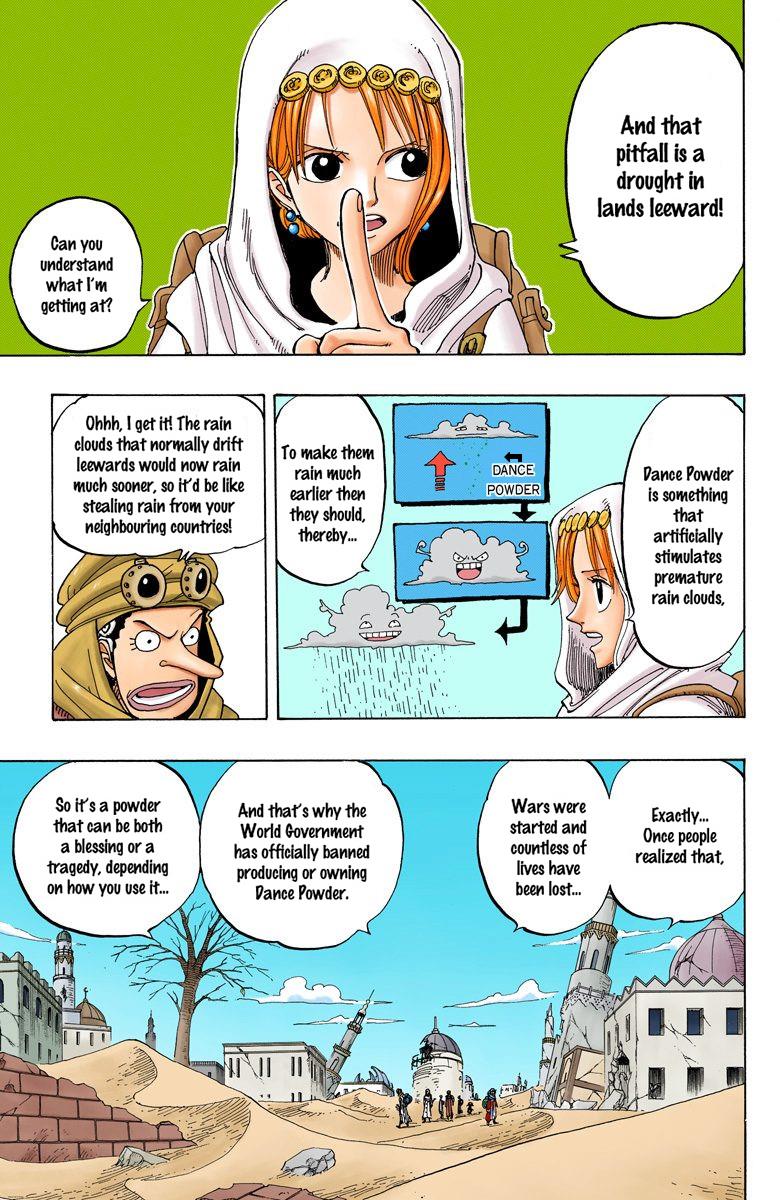 And that
pitfall is a
drought in
lands leeward!
Can you
understand
what I'm
getting at?
Dance Powder
is something
that
artificially
stimulates
premature
rain clouds,
DANCE
POWDER
To make them
rain much
earlier then
they should,
thereby...
Ohhh, I get it! The rain
clouds that normally drift
leewards would now rain
much sooner, so it'd be like
stealing rain from your
neighbouring countries!
Exactly...
Once people
realized that,
Wars were
started and
countless of
lives have
been lost...
And that's why the
World Government
has officially banned
producing or owning
Dance Powder.
So it's a powder
that can be both
a blessing or a
tragedy, depending
on how you use it...